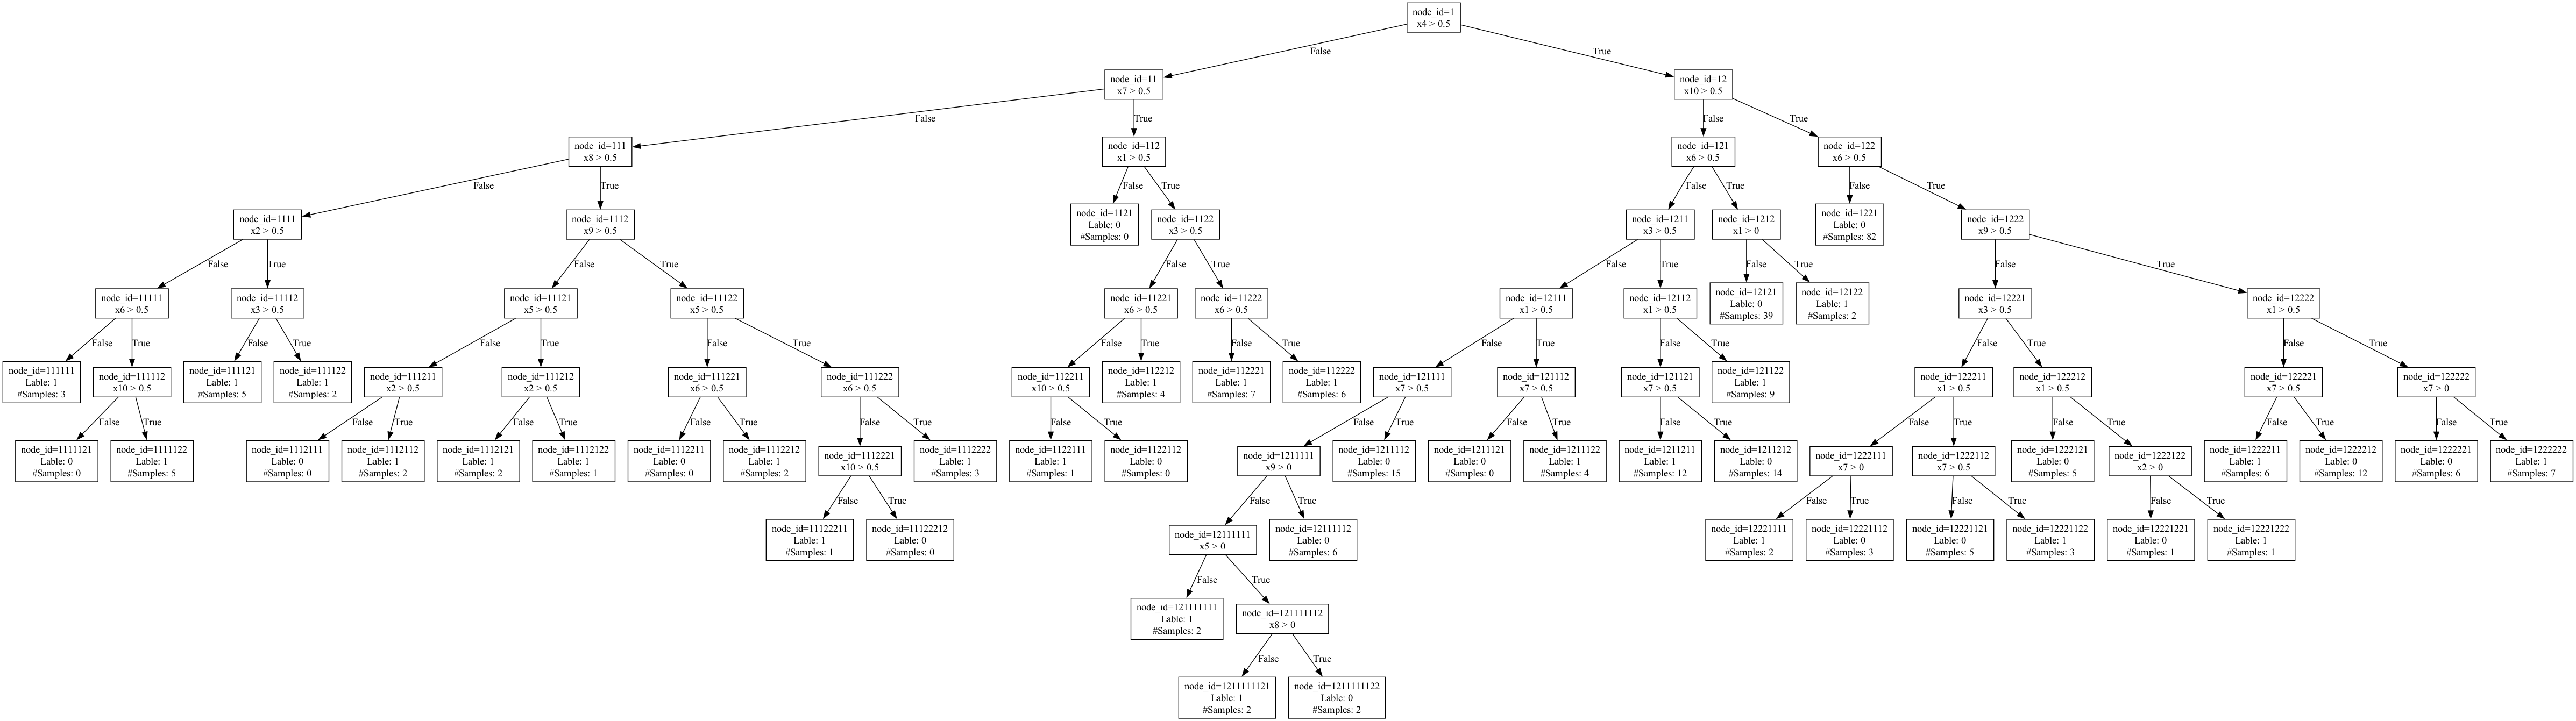 node_id=1
x4 > 0.5
False
True
node_id=11
x7 > 0.5
node_id=12
x10 > 0.5
False
True
False
True
node_id=111
x8 > 0.5
node_id=112
x1 > 0.5
node_id=121
x6 > 0.5
node_id=122
x6 > 0.5
False
True
False
True
False
True
False
True
node_id=1111
x2 > 0.5
node_id=1112
x9 > 0.5
node_id=1121
Lable: 0
#Samples: 0
node_id=1122
x3 > 0.5
node_id=1211
x3 > 0.5
node_id=1212
x1 > 0
node_id=1221
Lable: 0
#Samples: 82
node_id=1222
x9 > 0.5
False
True
False
True
False
True
False
True
False
True
False
True
node_id=11111
x6 > 0.5
node_id=11112
x3 > 0.5
node_id=11121
x5 > 0.5
node_id=11122
x5 > 0.5
node_id=11221
x6 > 0.5
node_id=11222
x6 > 0.5
node_id=12111
x1 > 0.5
node_id=12112
x1 > 0.5
node_id=12121
Lable: 0
#Samples: 39
node_id=12122
Lable: 1
#Samples: 2
node_id=12221
x3 > 0.5
node_id=12222
x1 > 0.5
False
True
False
True
False
True
False
True
False
True
False
True
False
True
False
True
False
True
False
True
node_id=111111
Lable: 1
#Samples: 3
node_id=111112
x10 > 0.5
node_id=111121
Lable: 1
#Samples: 5
node_id=111122
Lable: 1
#Samples: 2
node_id=111211
x2 > 0.5
node_id=111212
x2 > 0.5
node_id=111221
x6 > 0.5
node_id=111222
x6 > 0.5
node_id=112211
x10 > 0.5
node_id=112212
Lable: 1
#Samples: 4
node_id=112221
Lable: 1
#Samples: 7
node_id=112222
Lable: 1
#Samples: 6
node_id=121111
x7 > 0.5
node_id=121112
x7 > 0.5
node_id=121121
x7 > 0.5
node_id=121122
Lable: 1
#Samples: 9
node_id=122211
x1 > 0.5
node_id=122212
x1 > 0.5
node_id=122221
x7 > 0.5
node_id=122222
x7 > 0
False
True
False
True
False
True
False
True
False
True
False
True
False
True
False
True
False
True
False
True
False
True
False
True
False
True
node_id=1111121
Lable: 0
#Samples: 0
node_id=1111122
Lable: 1
#Samples: 5
node_id=1112111
Lable: 0
#Samples: 0
node_id=1112112
Lable: 1
#Samples: 2
node_id=1112121
Lable: 1
#Samples: 2
node_id=1112122
Lable: 1
#Samples: 1
node_id=1112211
Lable: 0
#Samples: 0
node_id=1112212
Lable: 1
#Samples: 2
node_id=1112221
x10 > 0.5
node_id=1112222
Lable: 1
#Samples: 3
node_id=1122111
Lable: 1
#Samples: 1
node_id=1122112
Lable: 0
#Samples: 0
node_id=1211111
x9 > 0
node_id=1211112
Lable: 0
#Samples: 15
node_id=1211121
Lable: 0
#Samples: 0
node_id=1211122
Lable: 1
#Samples: 4
node_id=1211211
Lable: 1
#Samples: 12
node_id=1211212
Lable: 0
#Samples: 14
node_id=1222111
x7 > 0
node_id=1222112
x7 > 0.5
node_id=1222121
Lable: 0
#Samples: 5
node_id=1222122
x2 > 0
node_id=1222211
Lable: 1
#Samples: 6
node_id=1222212
Lable: 0
#Samples: 12
node_id=1222221
Lable: 0
#Samples: 6
node_id=1222222
Lable: 1
#Samples: 7
False
True
False
True
False
True
False
True
False
True
node_id=11122211
Lable: 1
#Samples: 1
node_id=11122212
Lable: 0
#Samples: 0
node_id=12111111
x5 > 0
node_id=12111112
Lable: 0
#Samples: 6
node_id=12221111
Lable: 1
#Samples: 2
node_id=12221112
Lable: 0
#Samples: 3
node_id=12221121
Lable: 0
#Samples: 5
node_id=12221122
Lable: 1
#Samples: 3
node_id=12221221
Lable: 0
#Samples: 1
node_id=12221222
Lable: 1
#Samples: 1
False
True
node_id=121111111
Lable: 1
#Samples: 2
node_id=121111112
x8 > 0
False
True
node_id=1211111121
Lable: 1
#Samples: 2
node_id=1211111122
Lable: 0
#Samples: 2